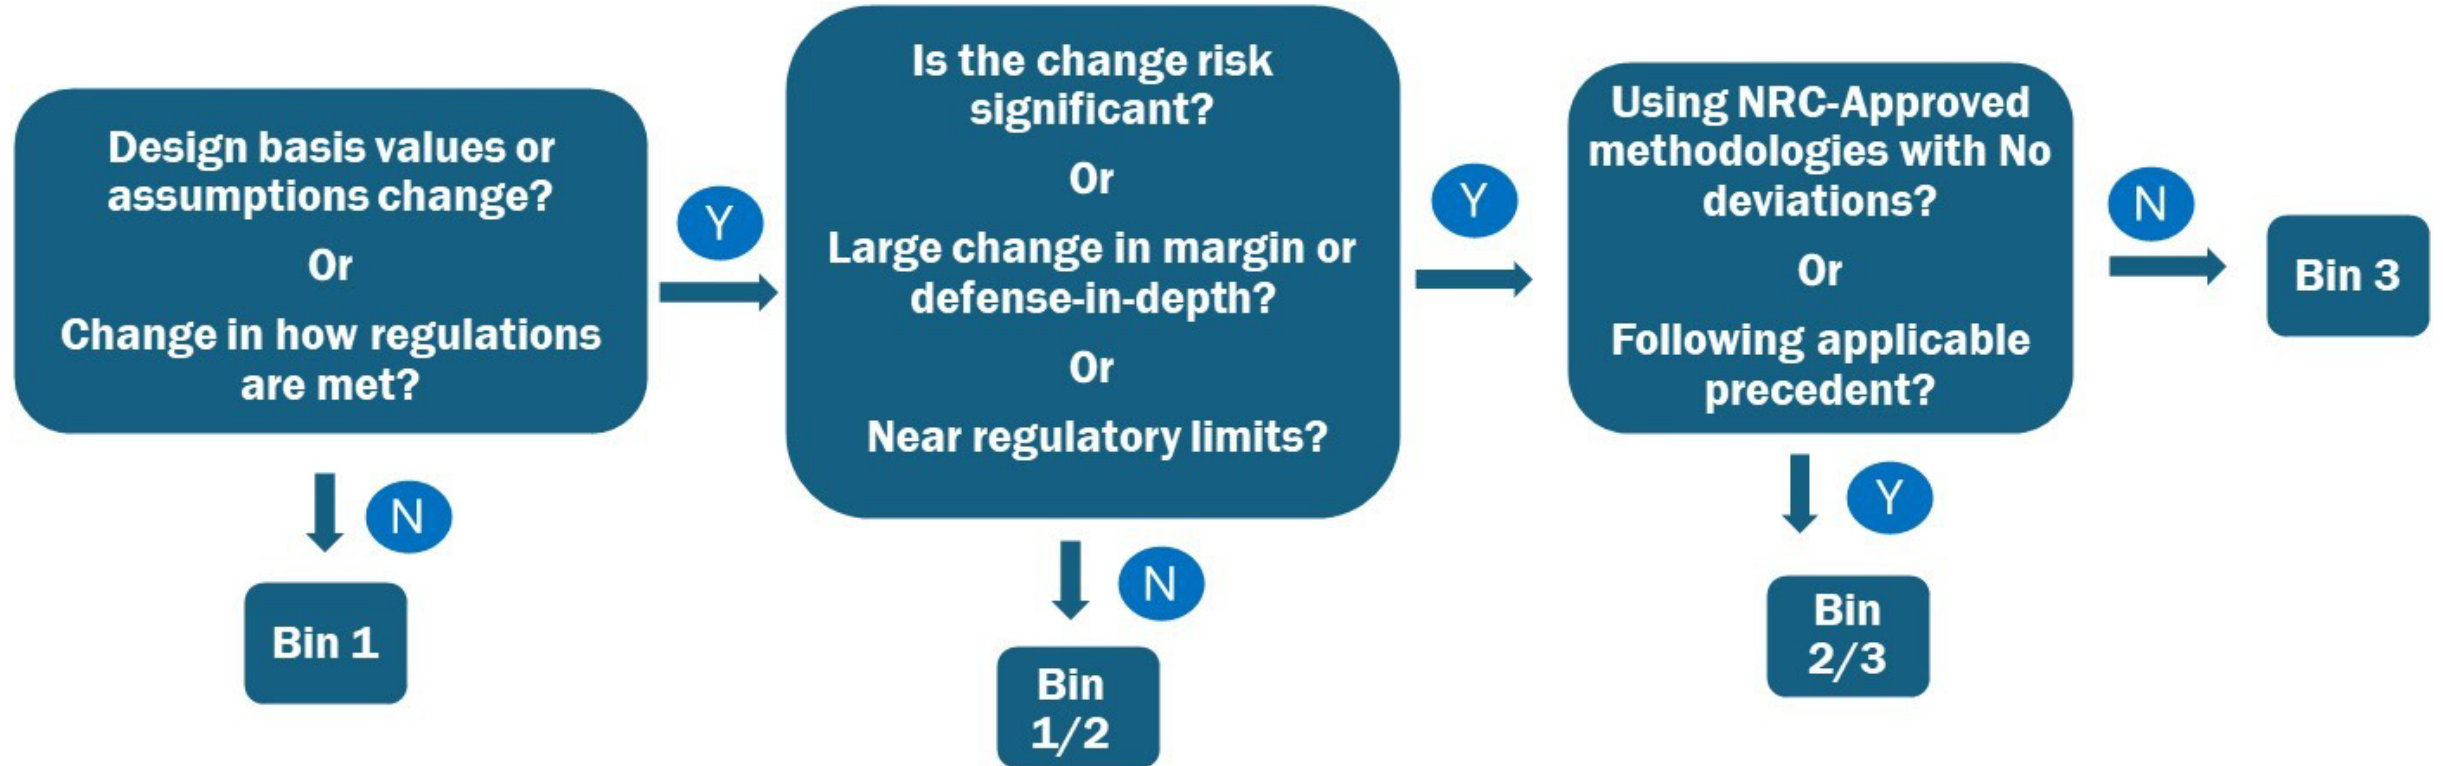 Design basis values or
assumptions change?
Or
Change in how regulations
are met?
Y
N
Bin 1
Is the change risk
significant?
Or
Large change in margin or
defense-in-depth?
Or
Near regulatory limits?
Y
N
Bin
1/2
Using NRC-Approved
methodologies with No
deviations?
Or
Following applicable
precedent?
N
Bin 3
Y
Bin
2/3